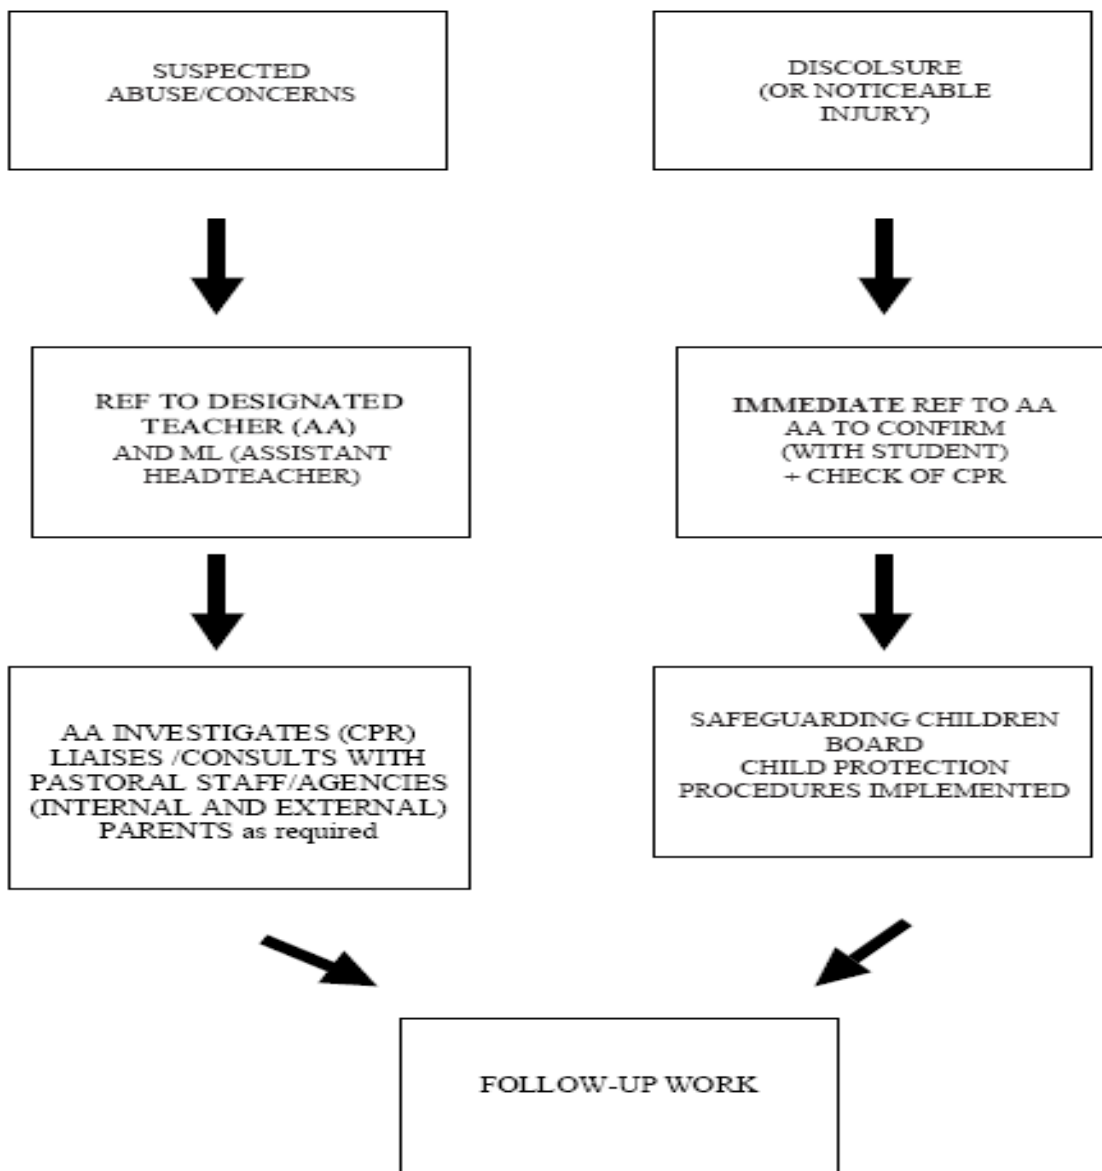 SUSPECTED
ABUSE/CONCERNS
DISCOLSURE
(OR NOTICEABLE
INJURY)
REF TO DESIGNATED
TEACHER (AA)
AND ML (ASSISTANT
HEADTEACHER)
IMMEDIATE REF TO AA
AA TO CONFIRM
(WITH STUDENT)
+ CHECK OF CPR
AA INVESTIGATES (CPR)
LIAISES /CONSULTS WITH
PASTORAL STAFF/AGENCIES
(INTERNAL AND EXTERNAL)
PARENTS as required
SAFEGUARDING CHILDREN
BOARD
CHILD PROTECTION
PROCEDURES IMPLEMENTED
FOLLOW-UP WORK